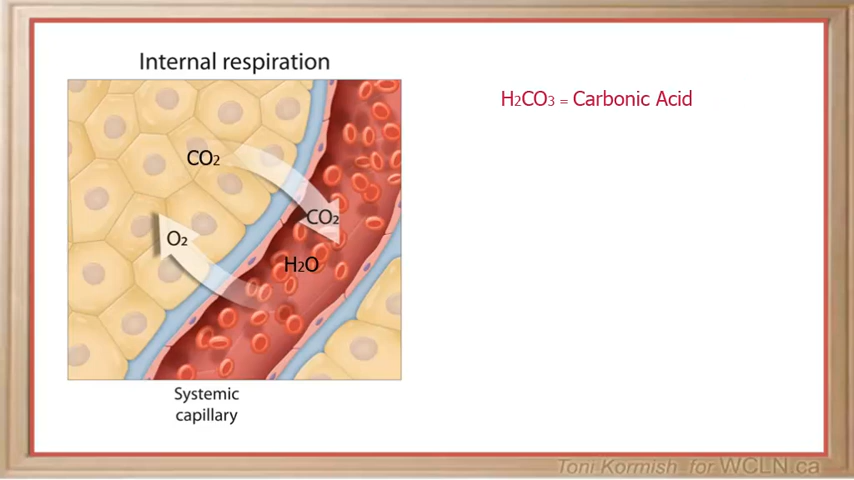 Internal respiration
H₂CO₃ = Carbonic Acid
CO₂
CO₂
O₂
H₂O
Systemic
capillary
Toni Kormish for WCLN.ca